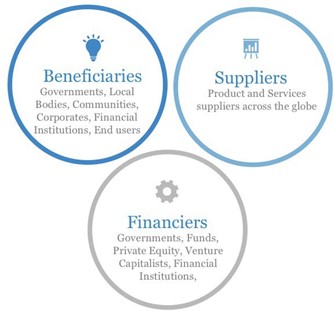 Beneficiaries
Governments, Local
Bodies, Communities,
Corporates, Financial
Institutions, End users
Suppliers
Product and Services
suppliers across the globe
Financiers
Governments, Funds,
Private Equity, Venture
Capitalists, Financial
Institutions,